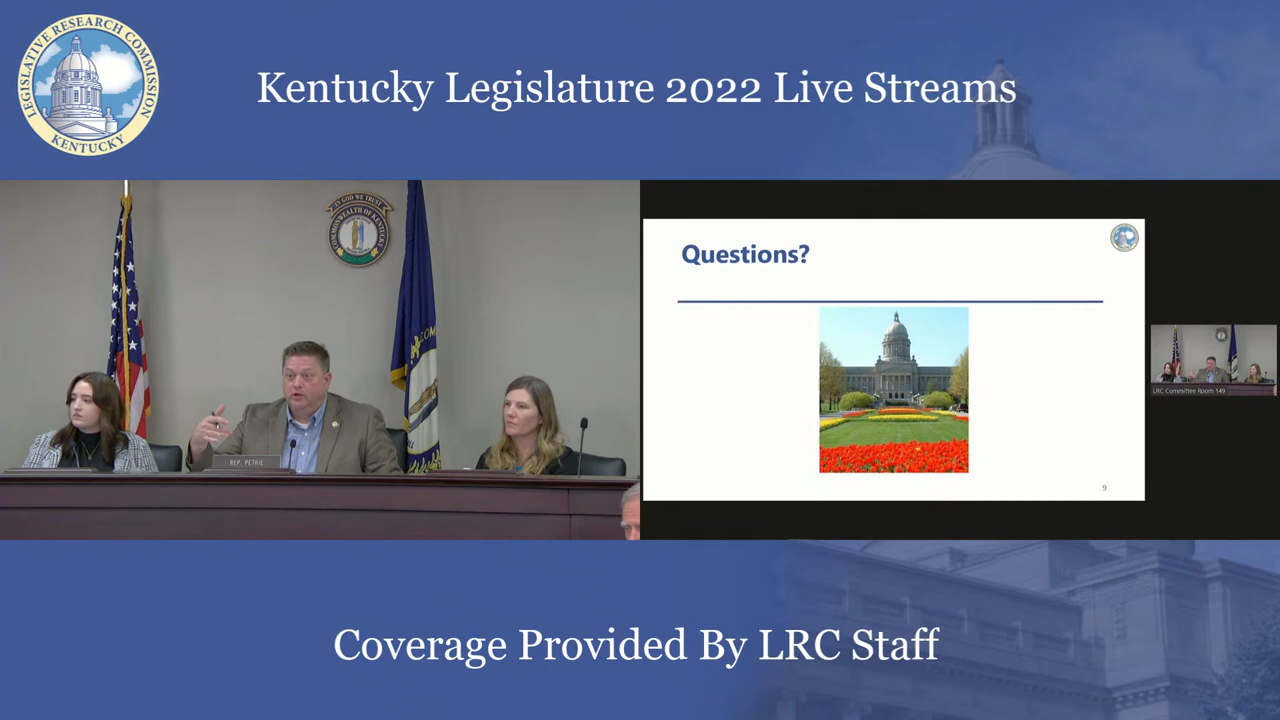 LEGISLATIVE RESEARCH COMMISSION
KENTUCKY
Kentucky Legislature 2022 Live Streams
IN GOD WE TRUST
COMMONWEALTH OF KENTUCKY
REP. PETRIE
Questions?
9
LRC Committee Room 149
Coverage Provided By LRC Staff